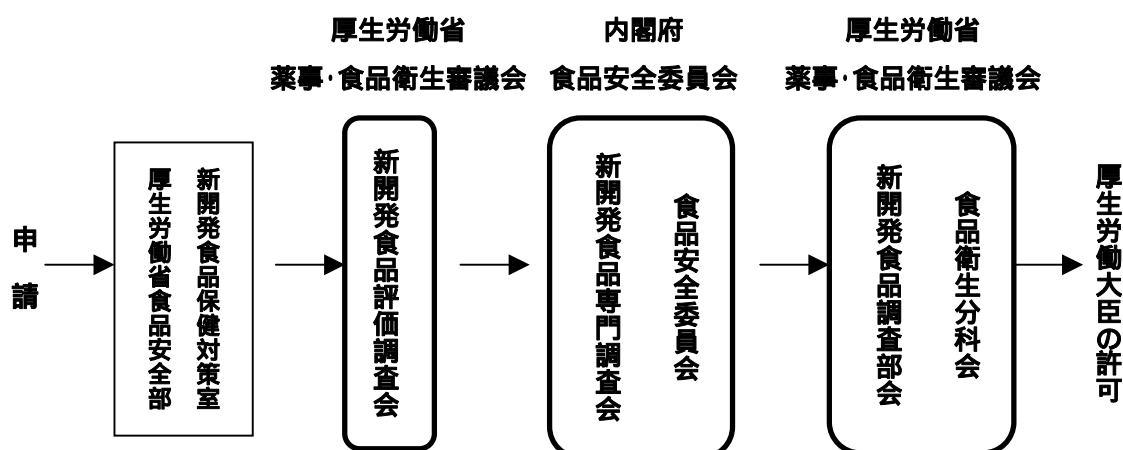 厚生労働省
薬事・食品衛生審議会
内閣府
食品安全委員会
厚生労働省
薬事・食品衛生審議会
申請
厚生労働省食品安全部
新開発食品保健対策室
新開発食品評価調査会
新開発食品専門調査会
食品安全委員会
新開発食品調査部会
食品衛生分科会
厚生労働大臣の許可